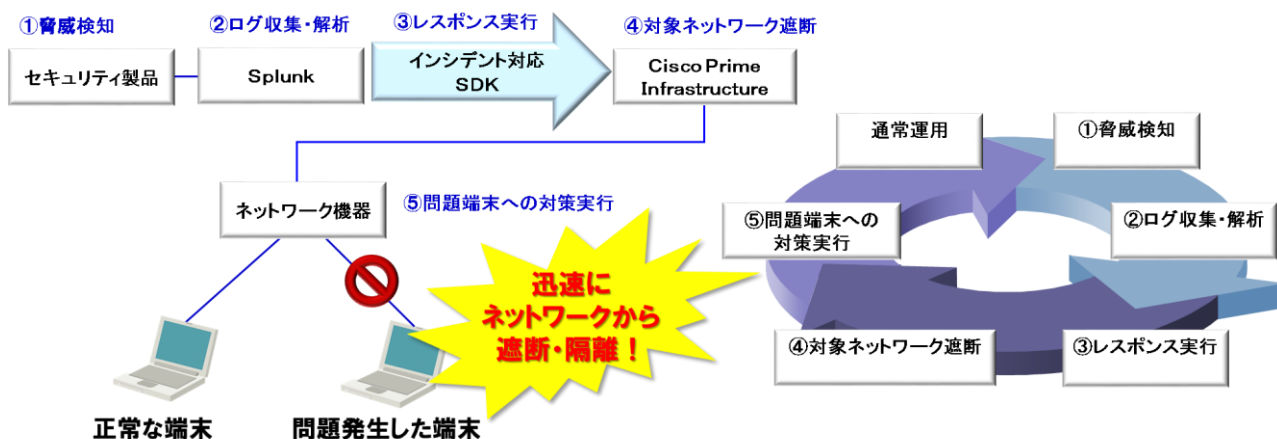 ①脅威検知
セキュリティ製品
②ログ収集・解析
Splunk
③レスポンス実行
インシデント対応
SDK
④対象ネットワーク遮断
Cisco Prime
Infrastructure
ネットワーク機器
⑤問題端末への対策実行
迅速に
ネットワークから
遮断・隔離！
正常な端末
問題発生した端末
通常運用
①脅威検知
②ログ収集・解析
③レスポンス実行
④対象ネットワーク遮断
⑤問題端末への
対策実行